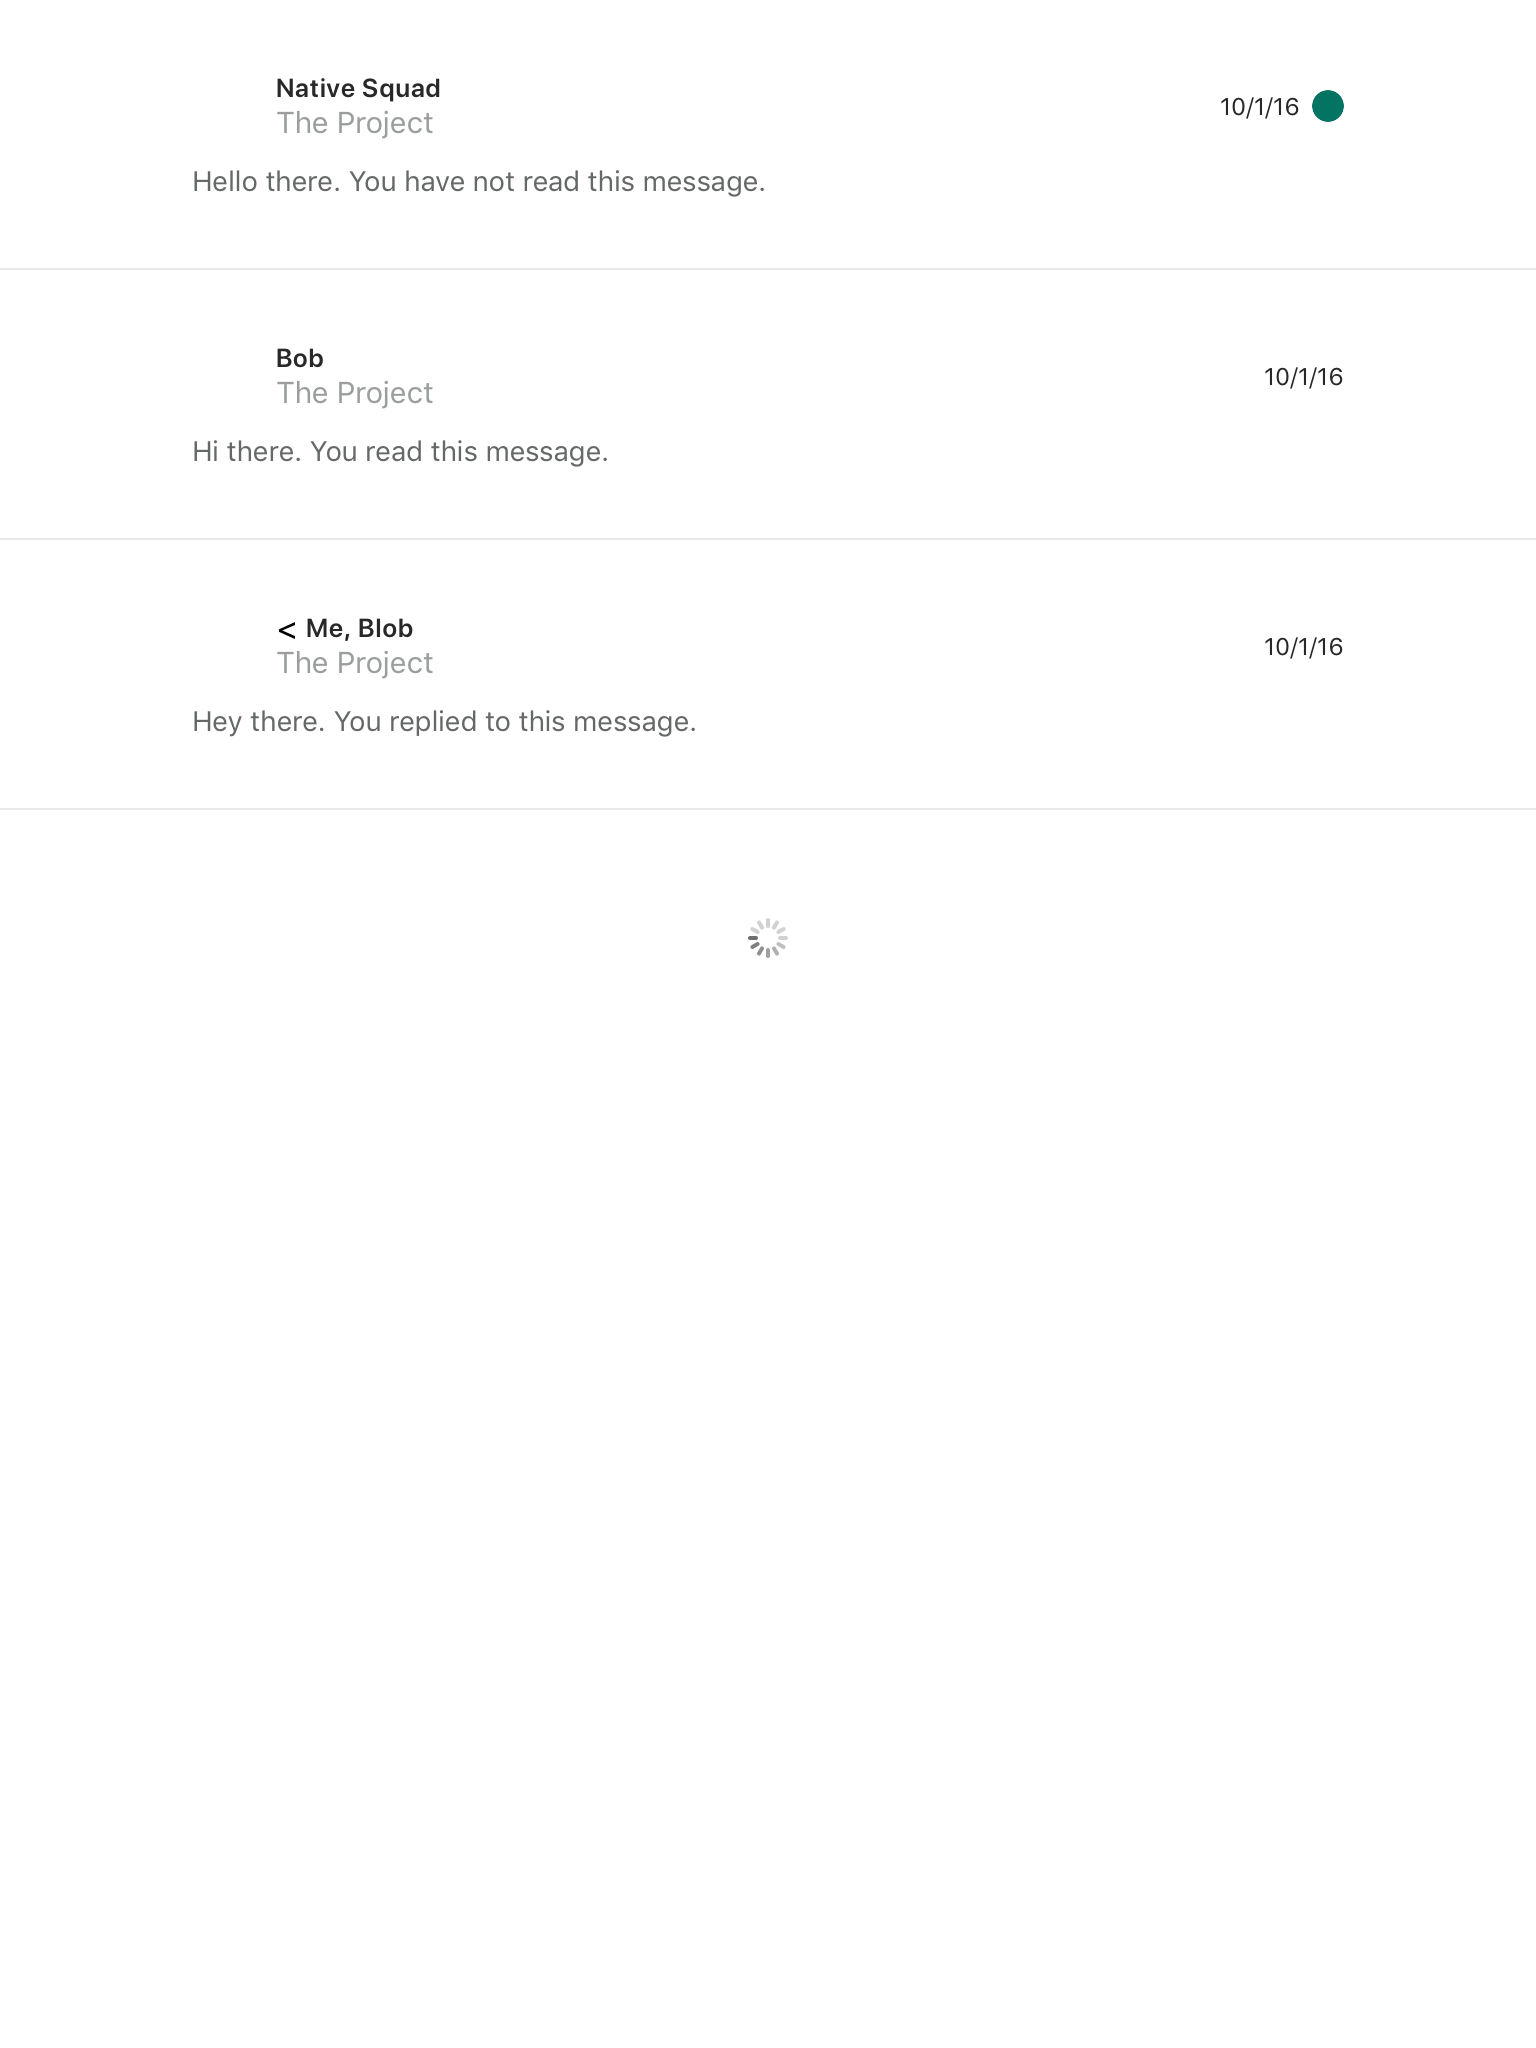 Native Squad
The Project
10/1/16
Hello there. You have not read this message.
Bob
The Project
10/1/16
Hi there. You read this message.
< Me, Blob
The Project
10/1/16
Hey there. You replied to this message.